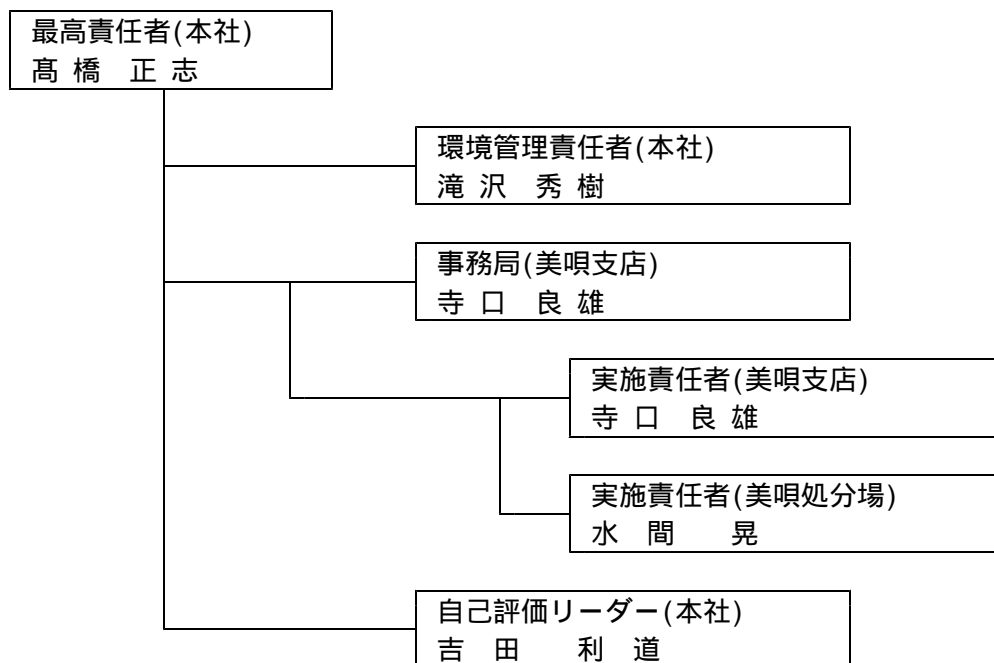 最高責任者(本社)
髙橋 正志
環境管理責任者(本社)
滝沢 秀樹
事務局(美唄支店)
寺口 良雄
実施責任者(美唄支店)
寺口 良雄
実施責任者(美唄処分場)
水間 晃
自己評価リーダー(本社)
吉田 利道